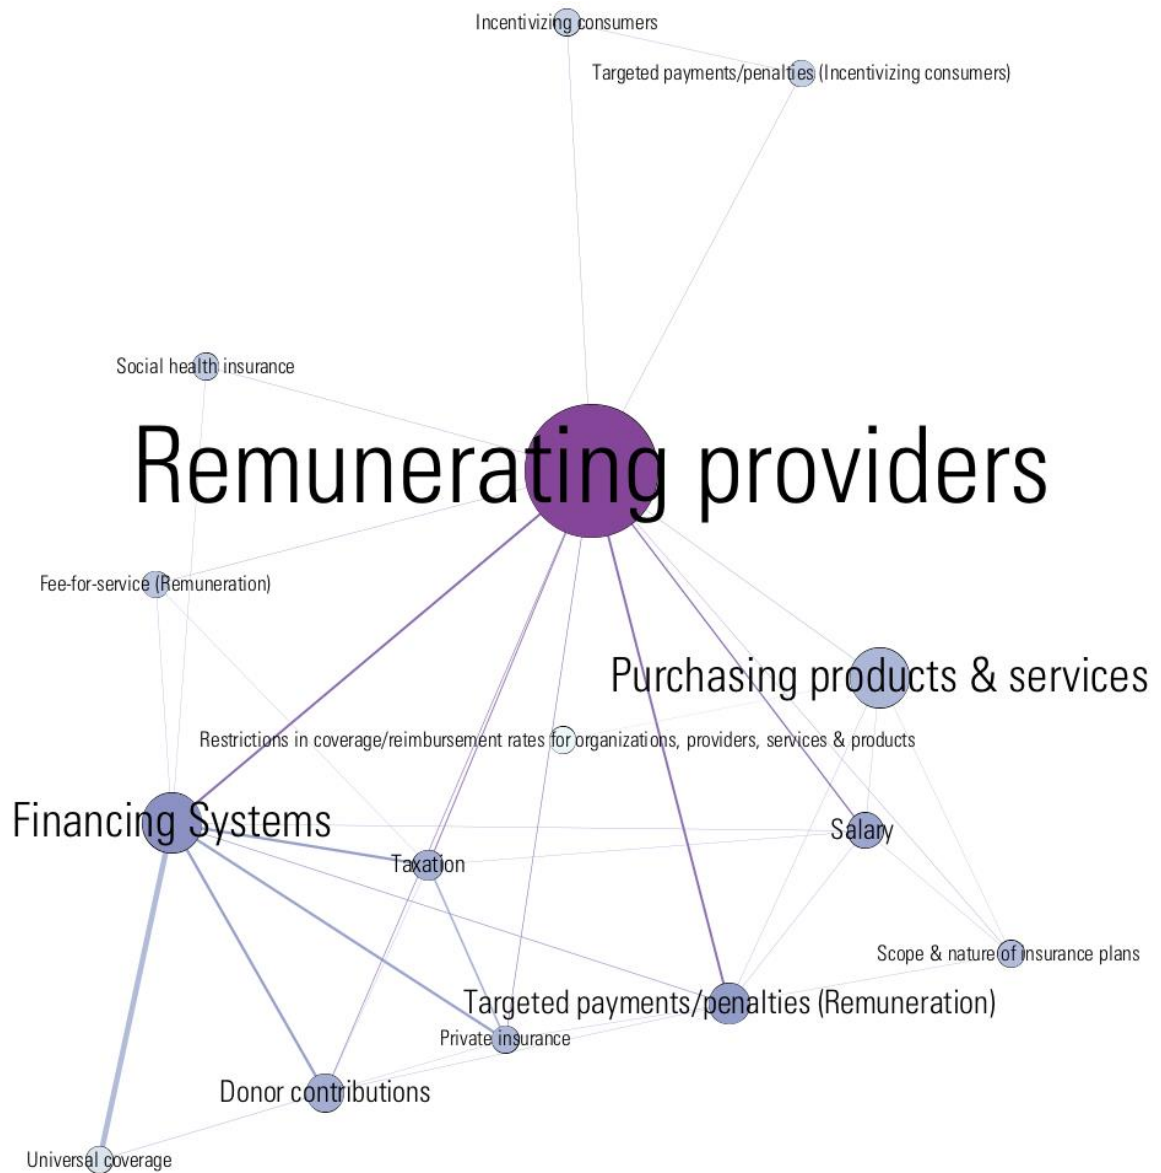 Incentivizing consumers
Targeted payments/penalties (Incentivizing consumers)
Social health insurance
Remunerating providers
Fee-for-service (Remuneration)
Purchasing products & services
Restrictions in coverage/reimbursement rates for organizations, providers, services & products
Financing Systems
Salary
Taxation
Scope & nature of insurance plans
Targeted payments/penalties (Remuneration)
Private insurance
Donor contributions
Universal coverage